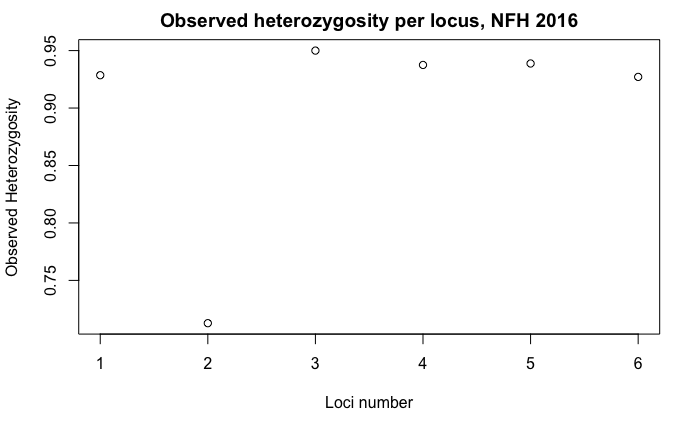 Observed heterozygosity per locus, NFH 2016
Observed Heterozygosity
0.95
0.90
0.85
0.80
0.75
1 2 3 4 5 6
Loci number